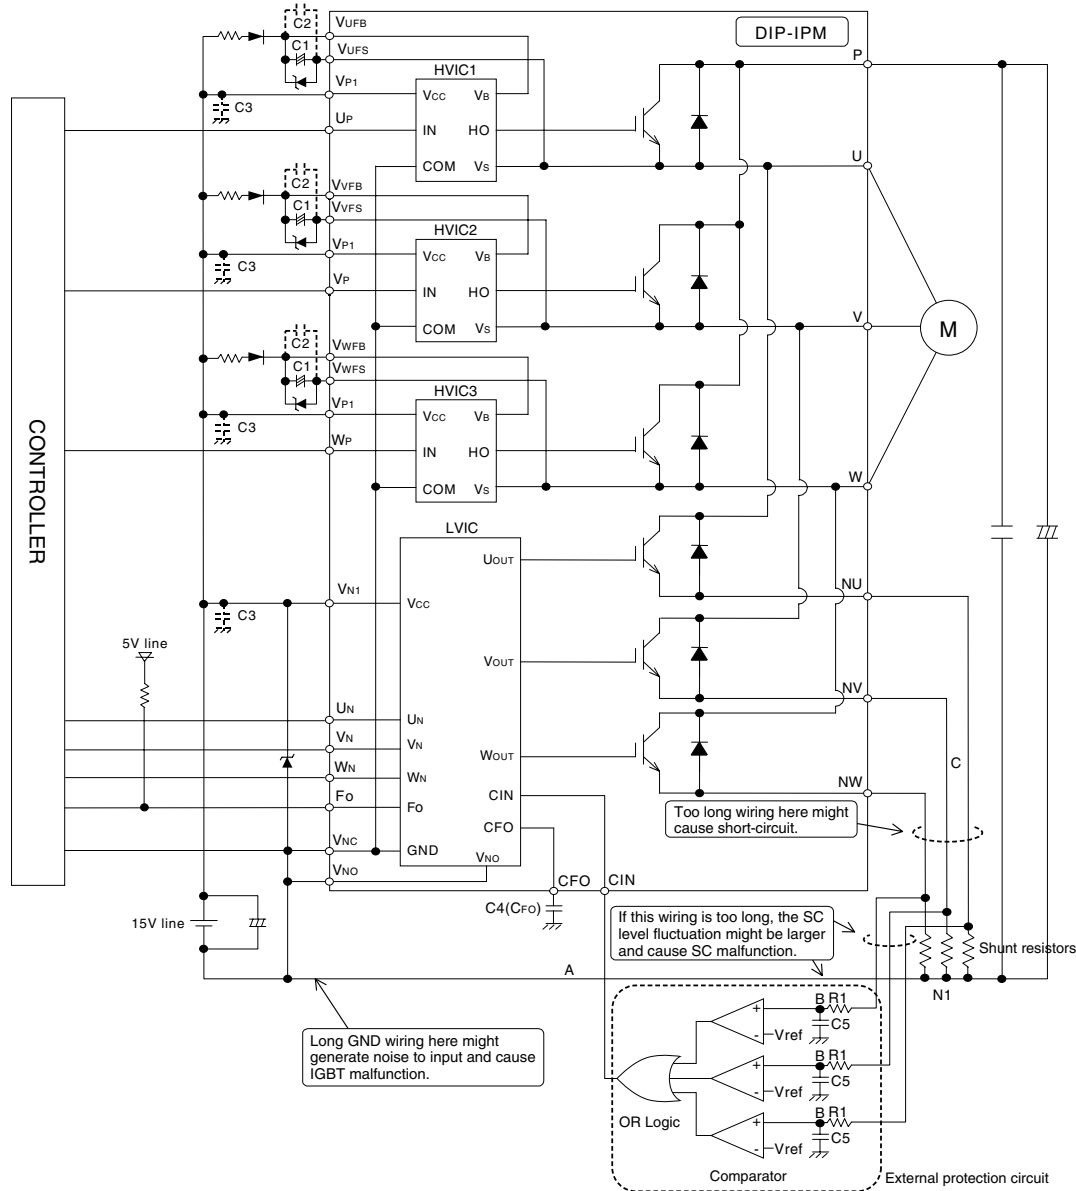 C2
VUFB
DIP-IPM
C1
VUFS
P
HVIC1
VP1
VCC
VB
C3
UP
IN
HO
COM
VS
U
C2
VVFB
C1
VVFS
HVIC2
VP1
VCC
VB
C3
VP
IN
HO
COM
VS
V
M
C2
VWFB
C1
VWFS
HVIC3
VP1
VCC
VB
C3
WP
IN
HO
COM
VS
W
CONTROLLER
LVIC
UOUT
NU
VN1
VCC
C3
5V line
VOUT
NV
UN
UN
VN
VN
WOUT
C
WN
WN
NW
CIN
FO
Fo
Too long wiring here might
cause short-circuit.
CFO
VNC
GND
VNO
VNO
CFO
CIN
C4(CFO)
15V line
If this wiring is too long, the SC
level fluctuation might be larger
and cause SC malfunction.
Shunt resistors
A
N1
Long GND wiring here might
generate noise to input and cause
IGBT malfunction.
+
B
R1
-
Vref
C5
+
B
R1
-
Vref
C5
OR Logic
+
B
R1
-
Vref
C5
Comparator
External protection circuit